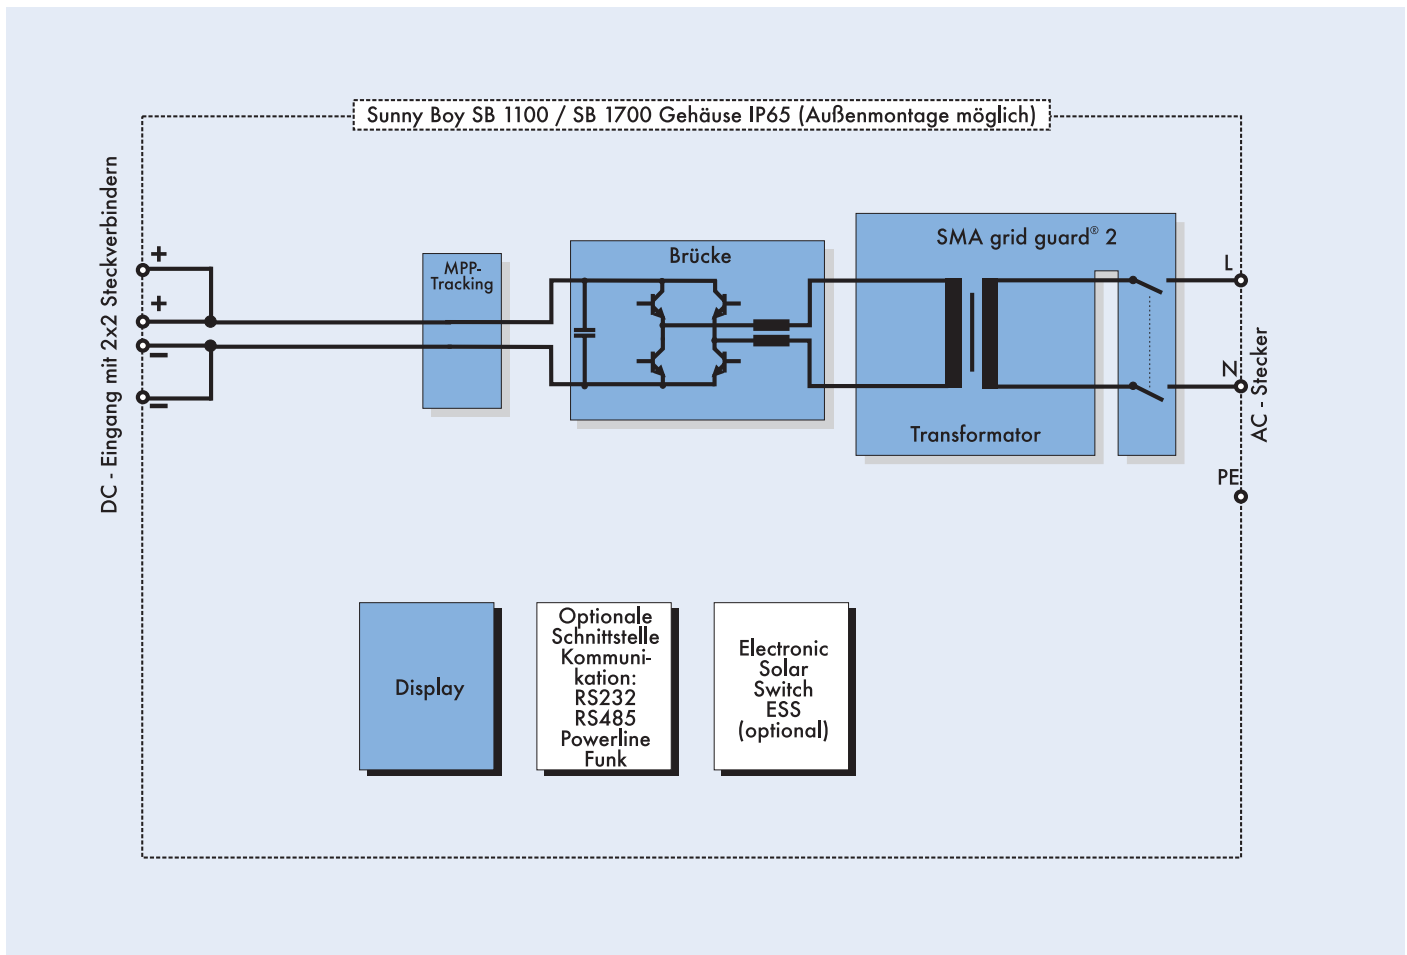 Sunny Boy SB 1100 / SB 1700 Gehäuse IP65 (Außenmontage möglich)
DC - Eingang mit 2x2 Steckverbindern
+
+
−
−
MPP-
Tracking
Brücke
SMA grid guard® 2
Transformator
L
N
AC - Stecker
PE
Display
Optionale
Schnittstelle
Kommuni-
kation:
RS232
RS485
Powerline
Funk
Electronic
Solar
Switch
ESS
(optional)